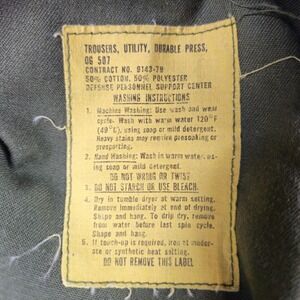 TROUSERS, UTILITY, DURABLE PRESS,
OG 507
CONTRACT NO. 9143-78
50% COTTON, 50% POLYESTER
DEFENSE PERSONNEL SUPPORT CENTER
WASHING INSTRUCTIONS
1. Machine Washing: Use wash and wear
cycle. Wash with warm water 120°F
(49°C), using soap or mild detergent.
Heavy stains may require presoaking or
prespotting.
2. Hand Washing: Wash in warm water, us-
ing soap or mild detergent.
DO NOT WRING OR TWIST
3. DO NOT STARCH OR USE BLEACH.
4. Dry in tumble dryer at warm setting.
Remove immediately at end of drying.
Shape and hang. To drip dry, remove
from water before last spin cycle.
Shape and hang.
5. If touch-up is required, iron at moder-
ate or synthetic heat setting.
DO NOT REMOVE THIS LABEL